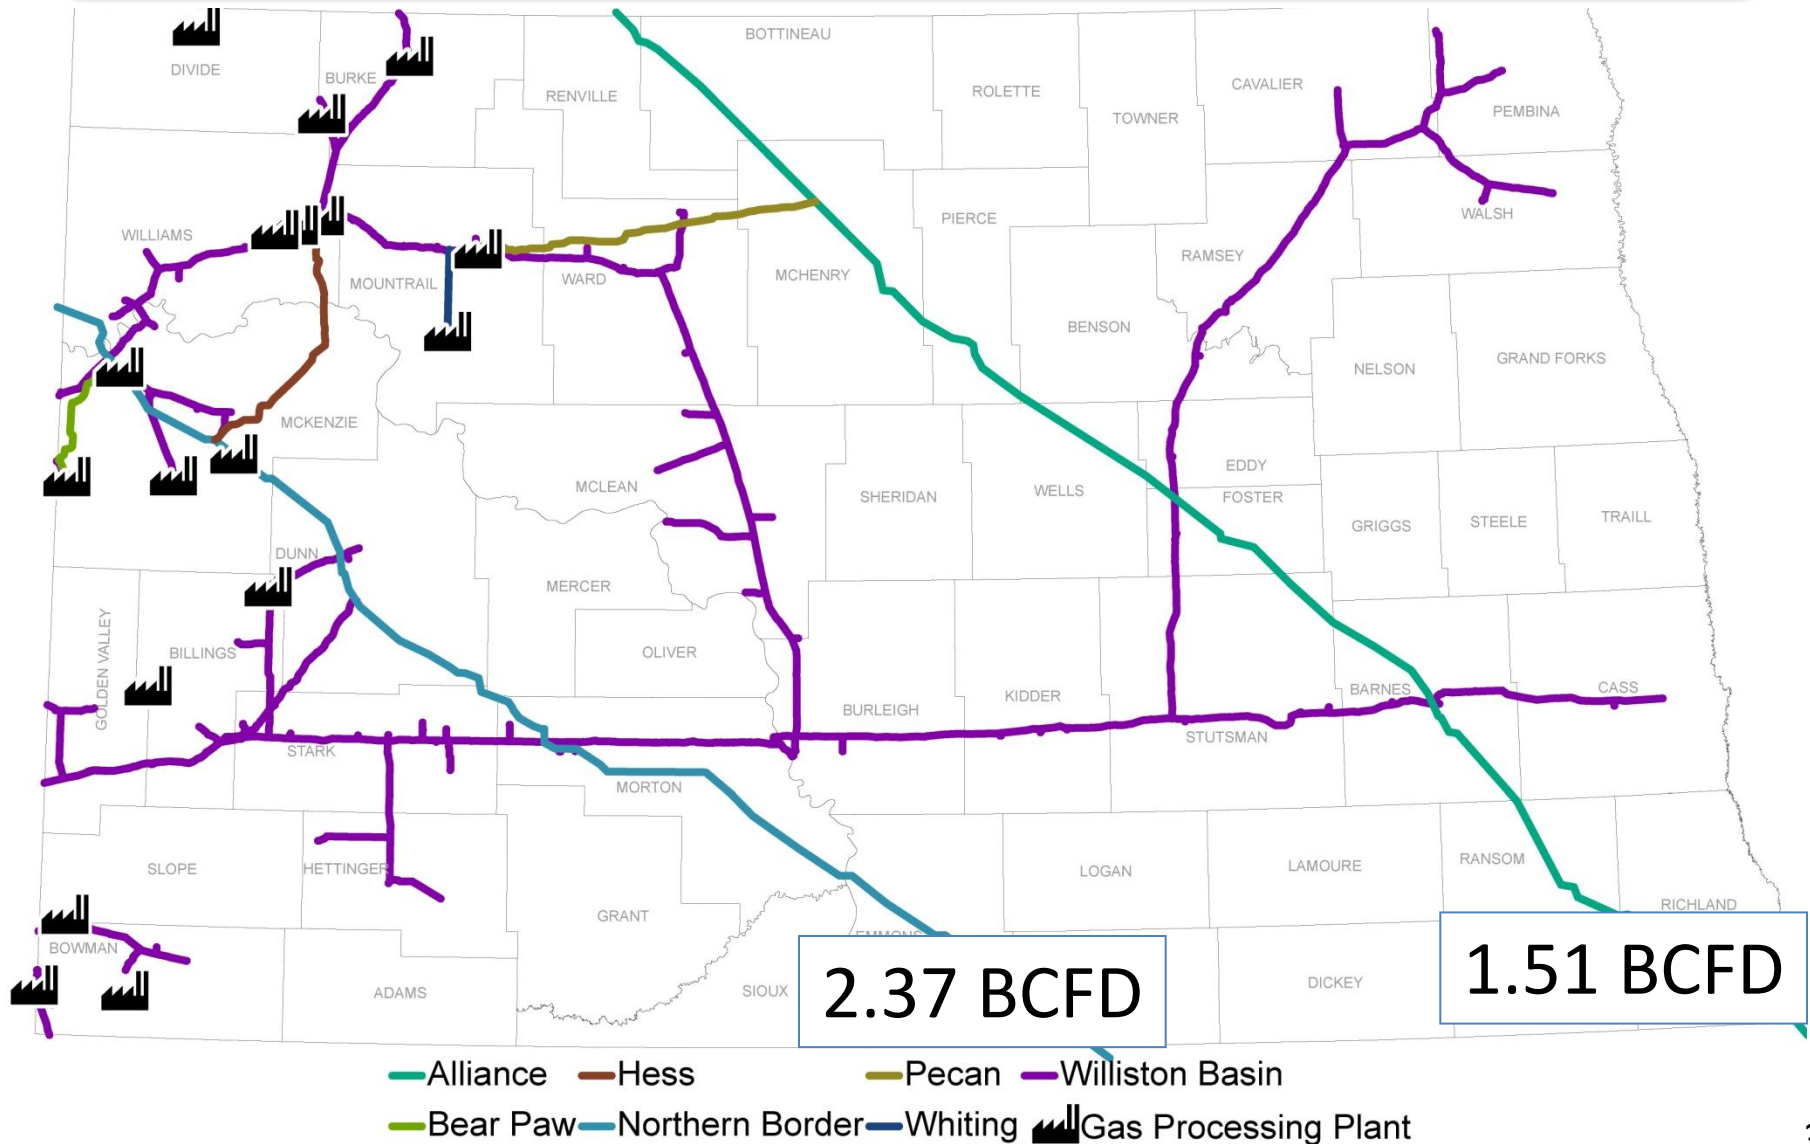 BOTTINEAU
DIVIDE
BURKE
RENVILLE
ROLETTE
TOWNER
CAVALIER
PEMBINA
WILLIAMS
MOUNTRAIL
WARD
MCHENRY
PIERCE
RAMSEY
WALSH
BENSON
NELSON
GRAND FORKS
MCKENZIE
MCLEAN
SHERIDAN
WELLS
EDDY
FOSTER
GRIGGS
STEELE
TRAILL
DUNN
MERCER
GOLDEN VALLEY
BILLINGS
OLIVER
BURLEIGH
KIDDER
STUTSMAN
BARNES
CASS
STARK
MORTON
SLOPE
HETTINGER
GRANT
EMMONS
LOGAN
LAMOURE
RANSOM
RICHLAND
BOWMAN
ADAMS
SIOUX
DICKEY
2.37 BCFD
1.51 BCFD
Alliance Hess Pecan Williston Basin
Bear Paw Northern Border Whiting Gas Processing Plant